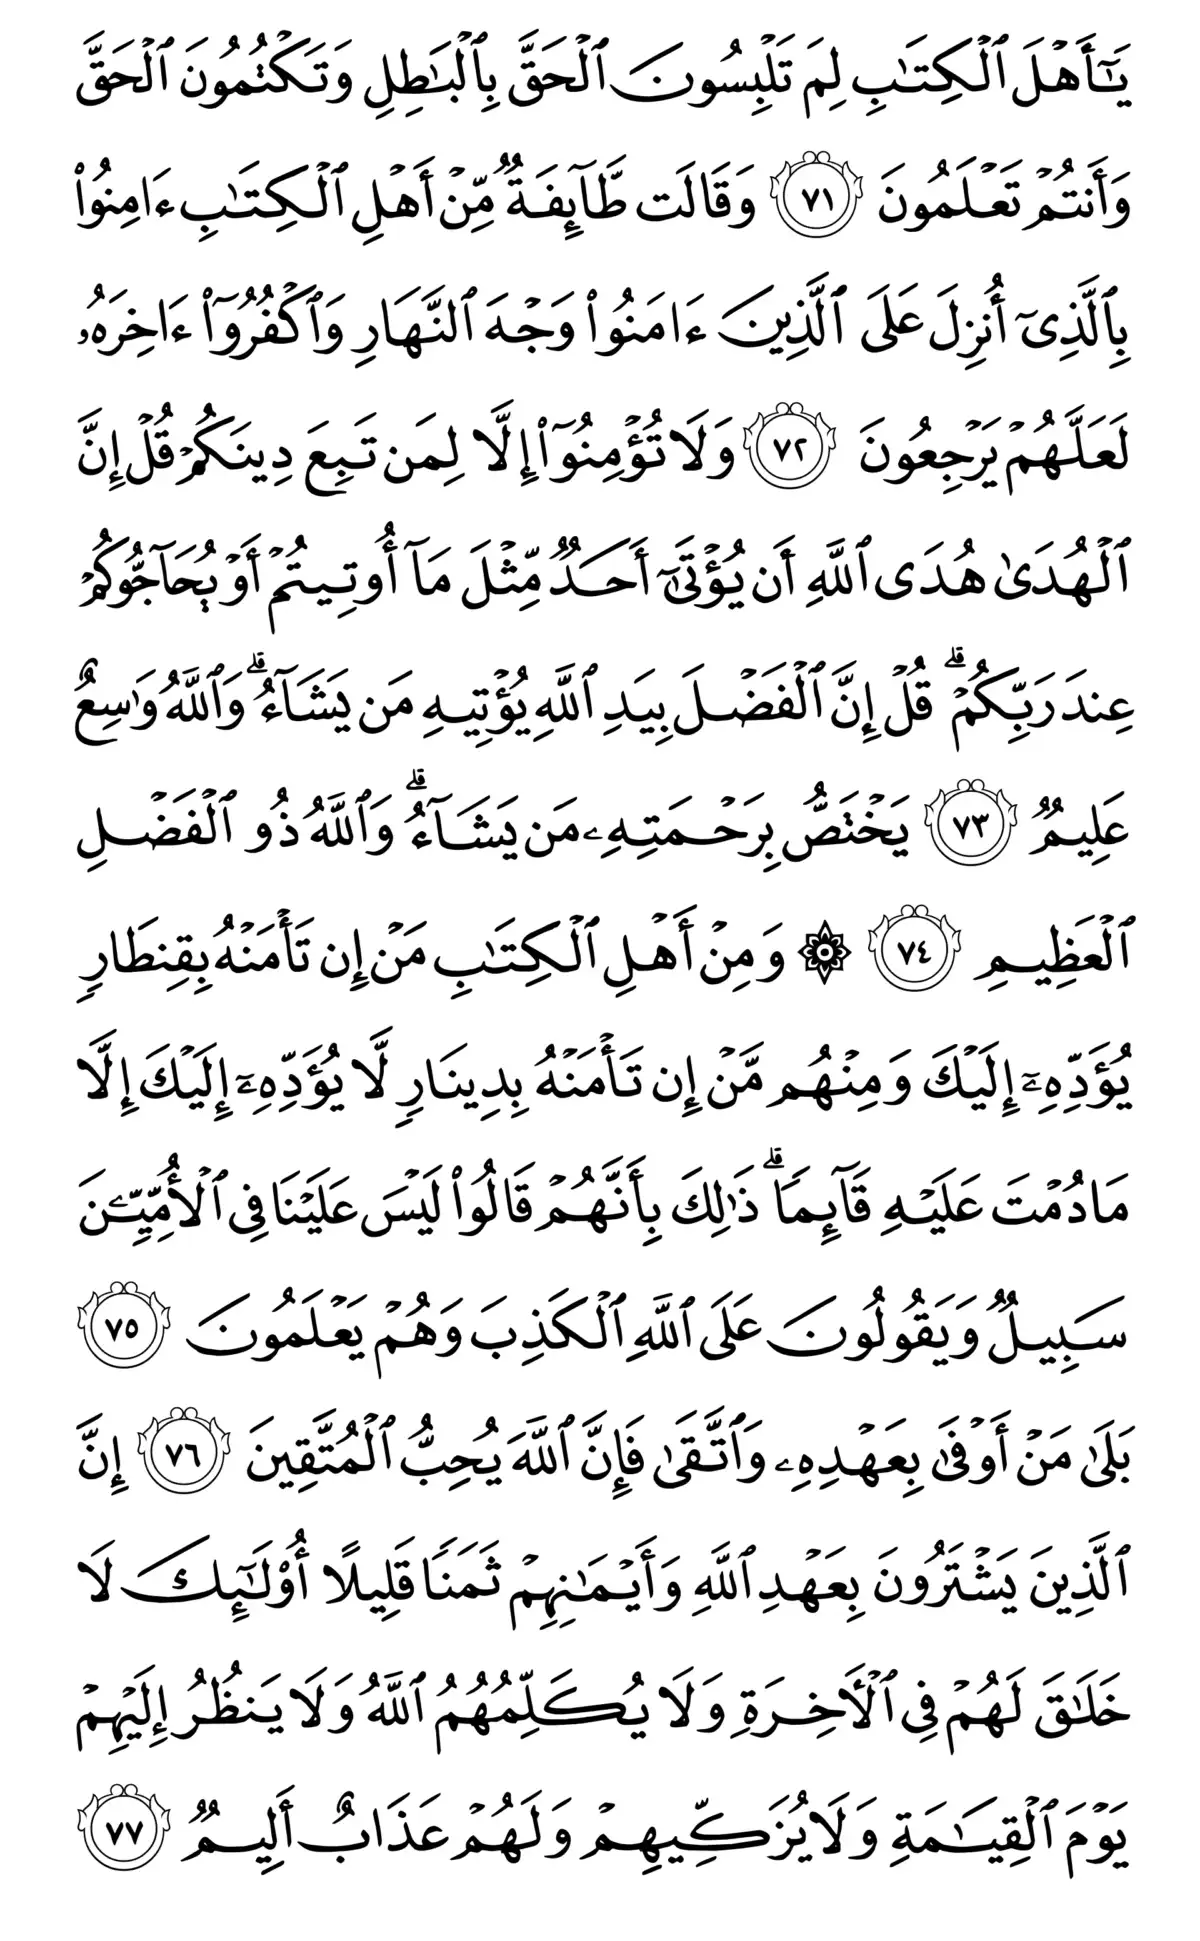 يَٰٓأَهۡلَ ٱلۡكِتَٰبِ لِمَ تَلۡبِسُونَ ٱلۡحَقَّ بِٱلۡبَٰطِلِ وَتَكۡتُمُونَ ٱلۡحَقَّ
وَأَنتُمۡ تَعۡلَمُونَ ٧١ وَقَالَت طَّآئِفَةٞ مِّنۡ أَهۡلِ ٱلۡكِتَٰبِ ءَامِنُواْ
بِٱلَّذِيٓ أُنزِلَ عَلَى ٱلَّذِينَ ءَامَنُواْ وَجۡهَ ٱلنَّهَارِ وَٱكۡفُرُوٓاْ ءَاخِرَهُۥ
لَعَلَّهُمۡ يَرۡجِعُونَ ٧٢ وَلَا تُؤۡمِنُوٓاْ إِلَّا لِمَن تَبِعَ دِينَكُمۡ قُلۡ إِنَّ
ٱلۡهُدَىٰ هُدَى ٱللَّهِ أَن يُؤۡتَىٰٓ أَحَدٞ مِّثۡلَ مَآ أُوتِيتُمۡ أَوۡ يُحَآجُّوكُمۡ
عِندَ رَبِّكُمۡۗ قُلۡ إِنَّ ٱلۡفَضۡلَ بِيَدِ ٱللَّهِ يُؤۡتِيهِ مَن يَشَآءُۗ وَٱللَّهُ وَٰسِعٌ
عَلِيمٞ ٧٣ يَخۡتَصُّ بِرَحۡمَتِهِۦ مَن يَشَآءُۗ وَٱللَّهُ ذُو ٱلۡفَضۡلِ
ٱلۡعَظِيمِ ٧٤ ۞ وَمِنۡ أَهۡلِ ٱلۡكِتَٰبِ مَنۡ إِن تَأۡمَنۡهُ بِقِنطَارٖ
يُؤَدِّهِۦٓ إِلَيۡكَ وَمِنۡهُم مَّنۡ إِن تَأۡمَنۡهُ بِدِينَارٖ لَّا يُؤَدِّهِۦٓ إِلَيۡكَ إِلَّا
مَا دُمۡتَ عَلَيۡهِ قَآئِمٗاۗ ذَٰلِكَ بِأَنَّهُمۡ قَالُواْ لَيۡسَ عَلَيۡنَا فِي ٱلۡأُمِّيِّـۧنَ
سَبِيلٞ وَيَقُولُونَ عَلَى ٱللَّهِ ٱلۡكَذِبَ وَهُمۡ يَعۡلَمُونَ ٧٥
بَلَىٰ مَنۡ أَوۡفَىٰ بِعَهۡدِهِۦ وَٱتَّقَىٰ فَإِنَّ ٱللَّهَ يُحِبُّ ٱلۡمُتَّقِينَ ٧٦ إِنَّ
ٱلَّذِينَ يَشۡتَرُونَ بِعَهۡدِ ٱللَّهِ وَأَيۡمَٰنِهِمۡ ثَمَنٗا قَلِيلًا أُوْلَٰٓئِكَ لَا
خَلَٰقَ لَهُمۡ فِي ٱلۡأٓخِرَةِ وَلَا يُكَلِّمُهُمُ ٱللَّهُ وَلَا يَنظُرُ إِلَيۡهِمۡ
يَوۡمَ ٱلۡقِيَٰمَةِ وَلَا يُزَكِّيهِمۡ وَلَهُمۡ عَذَابٌ أَلِيمٞ ٧٧